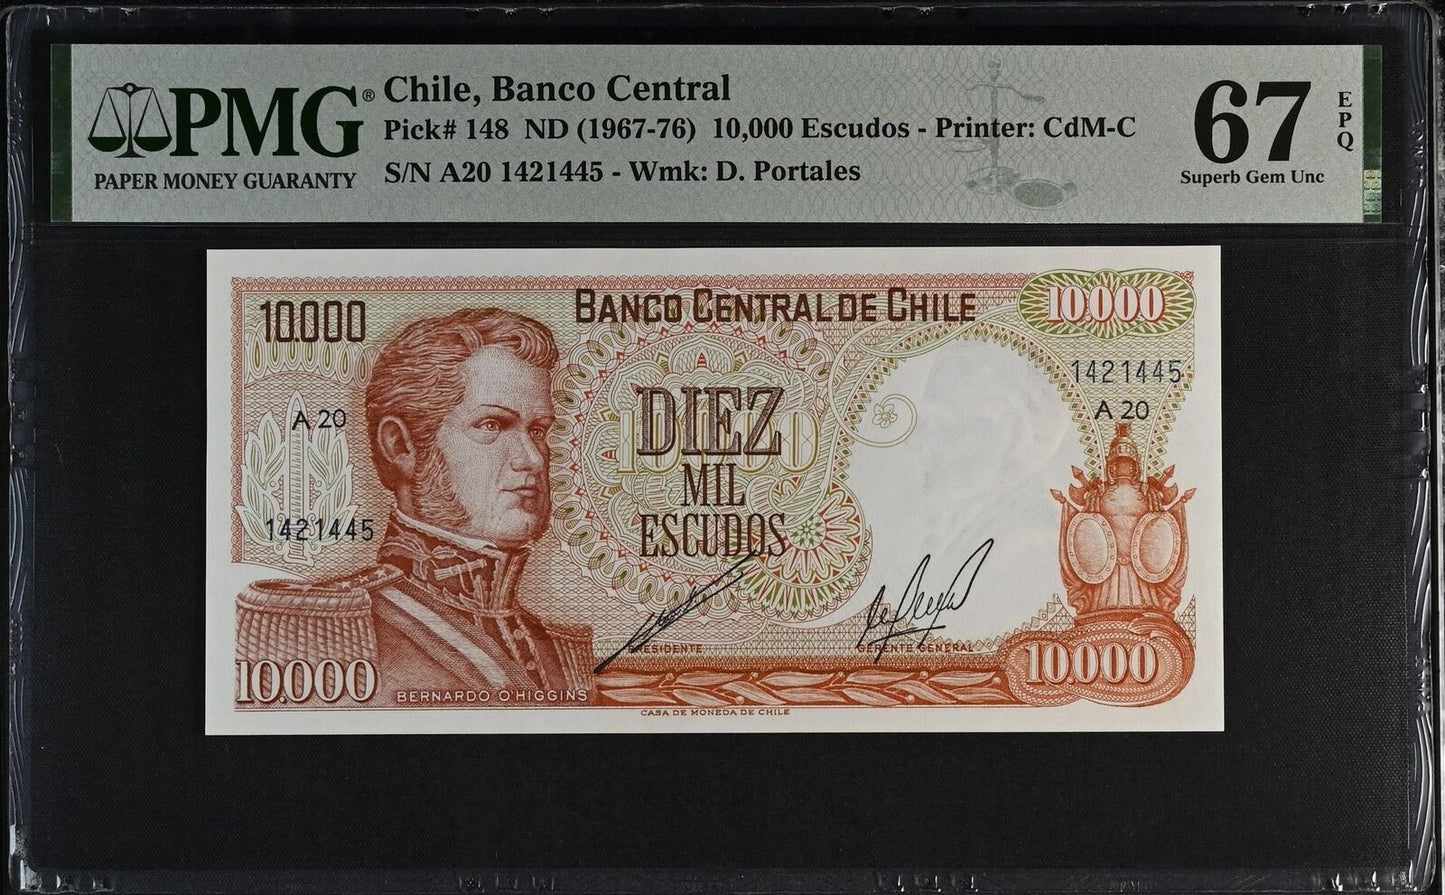 PMG®
PAPER MONEY GUARANTY
Chile, Banco Central
Pick# 148 ND (1967-76) 10,000 Escudos - Printer: CdM-C
S/N A20 1421445 - Wmk: D. Portales
67
EPQ
Superb Gem Unc
10.000
BANCO CENTRAL DE CHILE
10.000
1421445
A 20
A 20
10.000
DIEZ
MIL
ESCUDOS
1421445
PRESIDENTE
GERENTE GENERAL
10.000
BERNARDO O'HIGGINS
10.000
CASA DE MONEDA DE CHILE